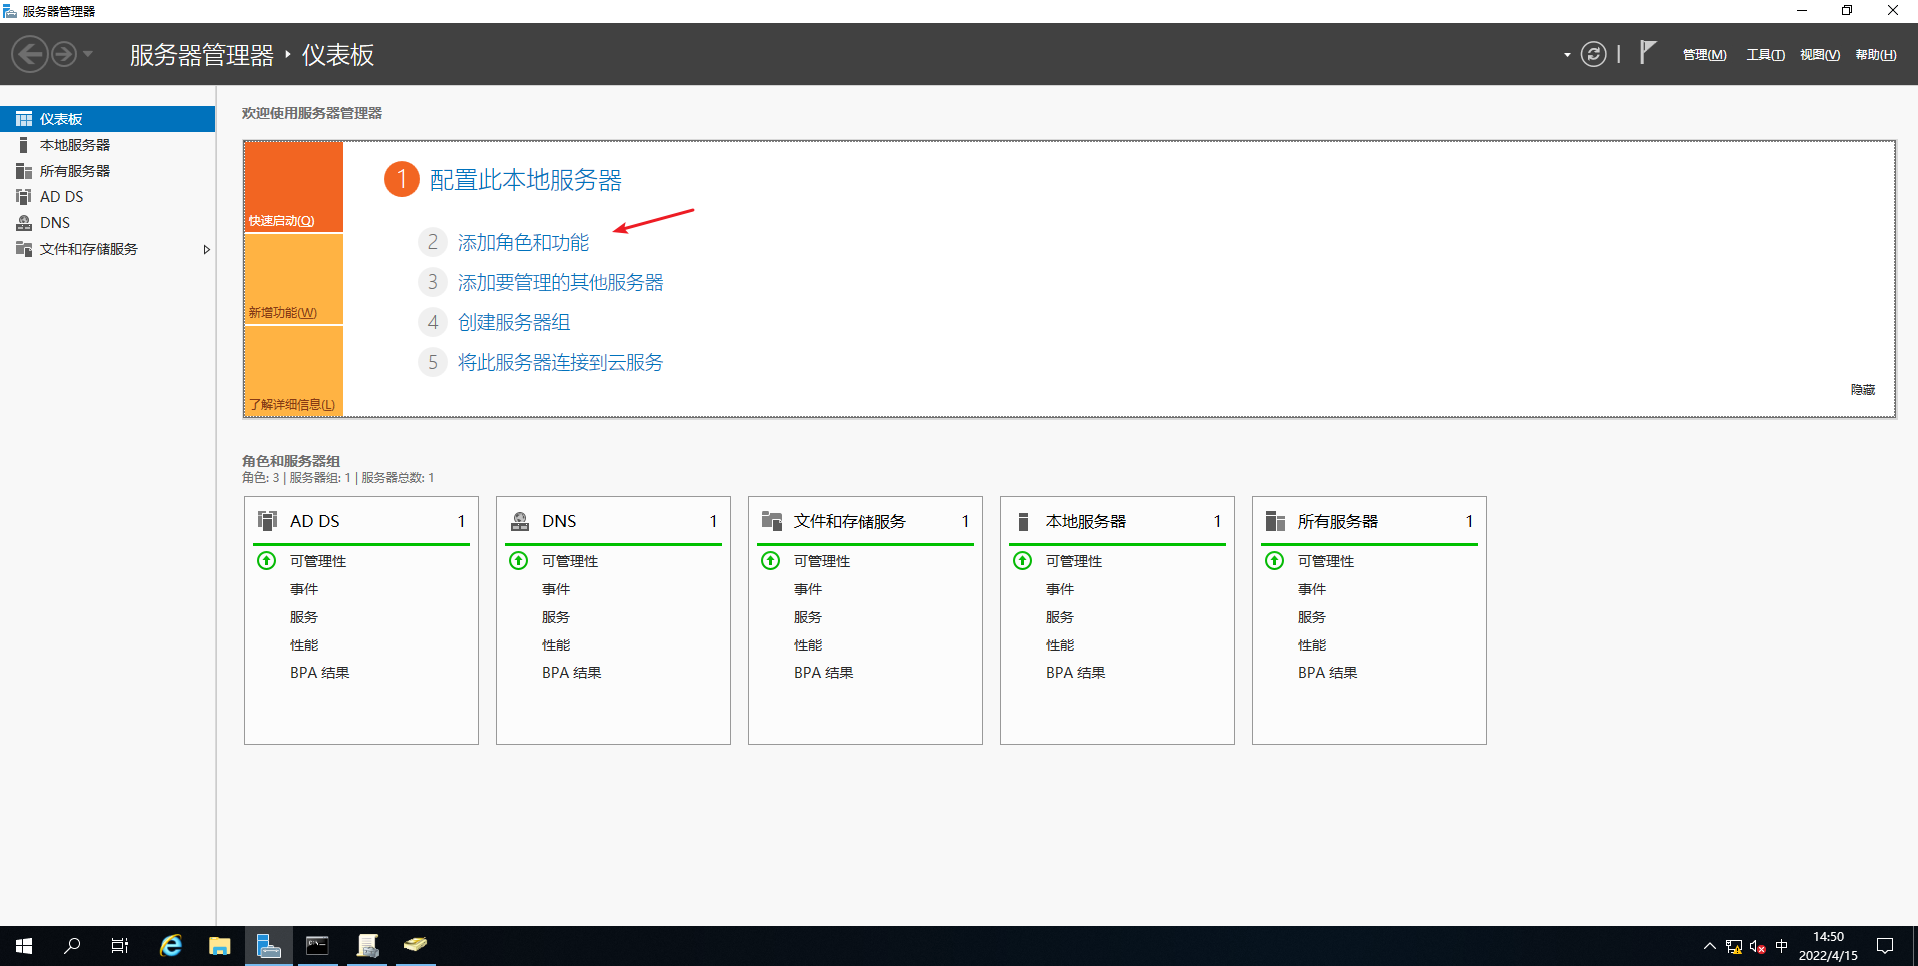 服务器管理器
服务器管理器 · 仪表板
管理(M) 工具(T) 视图(V) 帮助(H)
仪表板
本地服务器
所有服务器
AD DS
DNS
文件和存储服务
欢迎使用服务器管理器
快速启动(Q)
新增功能(W)
了解详细信息(L)
1 配置此本地服务器
2 添加角色和功能
3 添加要管理的其他服务器
4 创建服务器组
5 将此服务器连接到云服务
隐藏
角色和服务器组
角色: 3 | 服务器组: 1 | 服务器总数: 1
AD DS 1
可管理性
事件
服务
性能
BPA 结果
DNS 1
可管理性
事件
服务
性能
BPA 结果
文件和存储服务 1
可管理性
事件
服务
性能
BPA 结果
本地服务器 1
可管理性
事件
服务
性能
BPA 结果
所有服务器 1
可管理性
事件
服务
性能
BPA 结果
中
14:50
2022/4/15